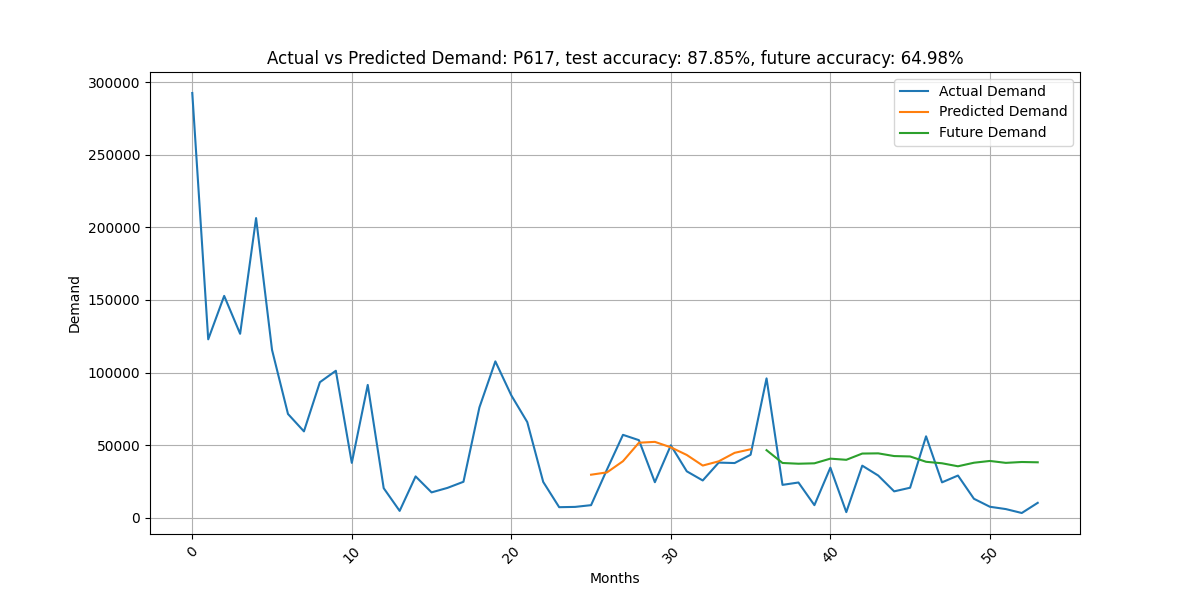 Actual vs Predicted Demand: P617, test accuracy: 87.85%, future accuracy: 64.98%
300000
250000
200000
150000
100000
50000
0
Demand
Actual Demand
Predicted Demand
Future Demand
0
10
20
30
40
50
Months